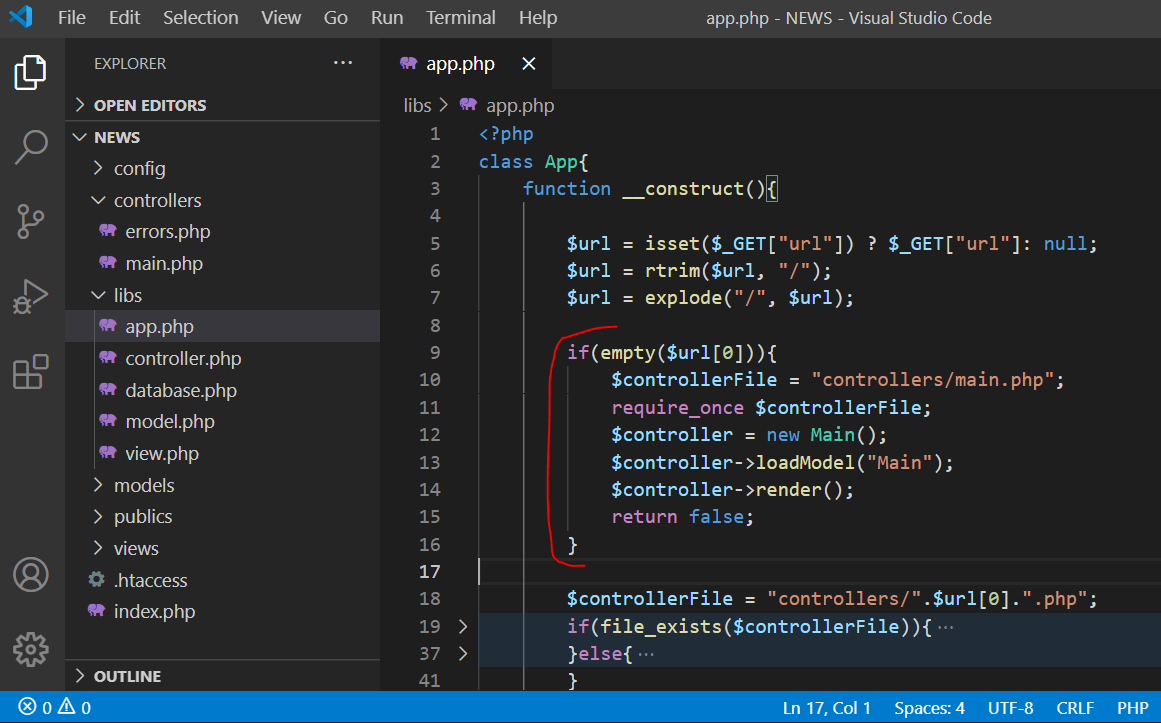 File Edit Selection View Go Run Terminal Help app.php - NEWS - Visual Studio Code
EXPLORER ...
OPEN EDITORS
NEWS
config
controllers
errors.php
main.php
libs
app.php
controller.php
database.php
model.php
view.php
models
publics
views
.htaccess
index.php
OUTLINE
app.php
libs > app.php
1 <?php
2 class App{
3 function __construct(){
4
5 $url = isset($_GET["url"]) ? $_GET["url"]: null;
6 $url = rtrim($url, "/");
7 $url = explode("/", $url);
8
9 if(empty($url[0])){
10 $controllerFile = "controllers/main.php";
11 require_once $controllerFile;
12 $controller = new Main();
13 $controller->loadModel("Main");
14 $controller->render();
15 return false;
16 }
17
18 $controllerFile = "controllers/".$url[0].".php";
19 if(file_exists($controllerFile)){...
37 }else{...
41 }
0 0 Ln 17, Col 1 Spaces: 4 UTF-8 CRLF PHP